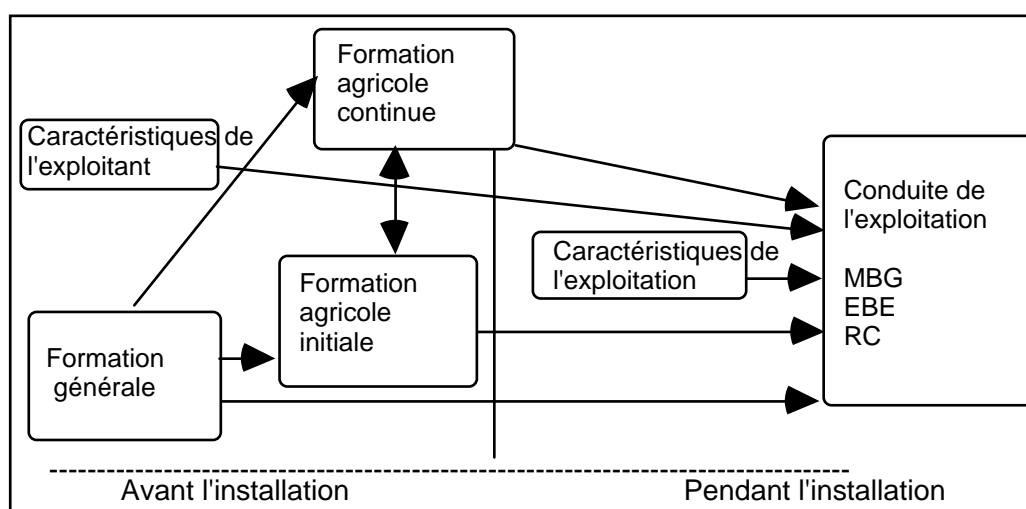 Formation
agricole
continue
Caractéristiques de
l'exploitant
Conduite de
l'exploitation
MBG
EBE
RC
Caractéristiques de
l'exploitation
Formation
agricole
initiale
Formation
générale
Avant l'installation
Pendant l'installation